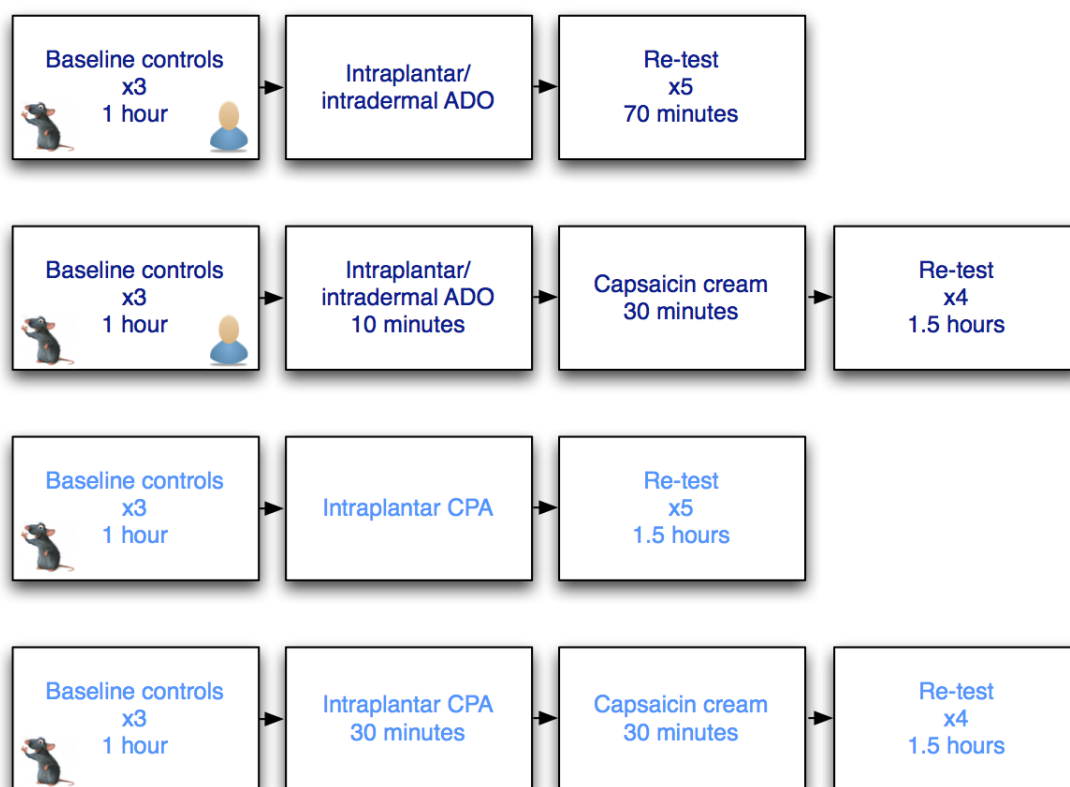 Baseline controls
x3
1 hour
Intraplantar/
intradermal ADO
Re-test
x5
70 minutes
Baseline controls
x3
1 hour
Intraplantar/
intradermal ADO
10 minutes
Capsaicin cream
30 minutes
Re-test
x4
1.5 hours
Baseline controls
x3
1 hour
Intraplantar CPA
Re-test
x5
1.5 hours
Baseline controls
x3
1 hour
Intraplantar CPA
30 minutes
Capsaicin cream
30 minutes
Re-test
x4
1.5 hours